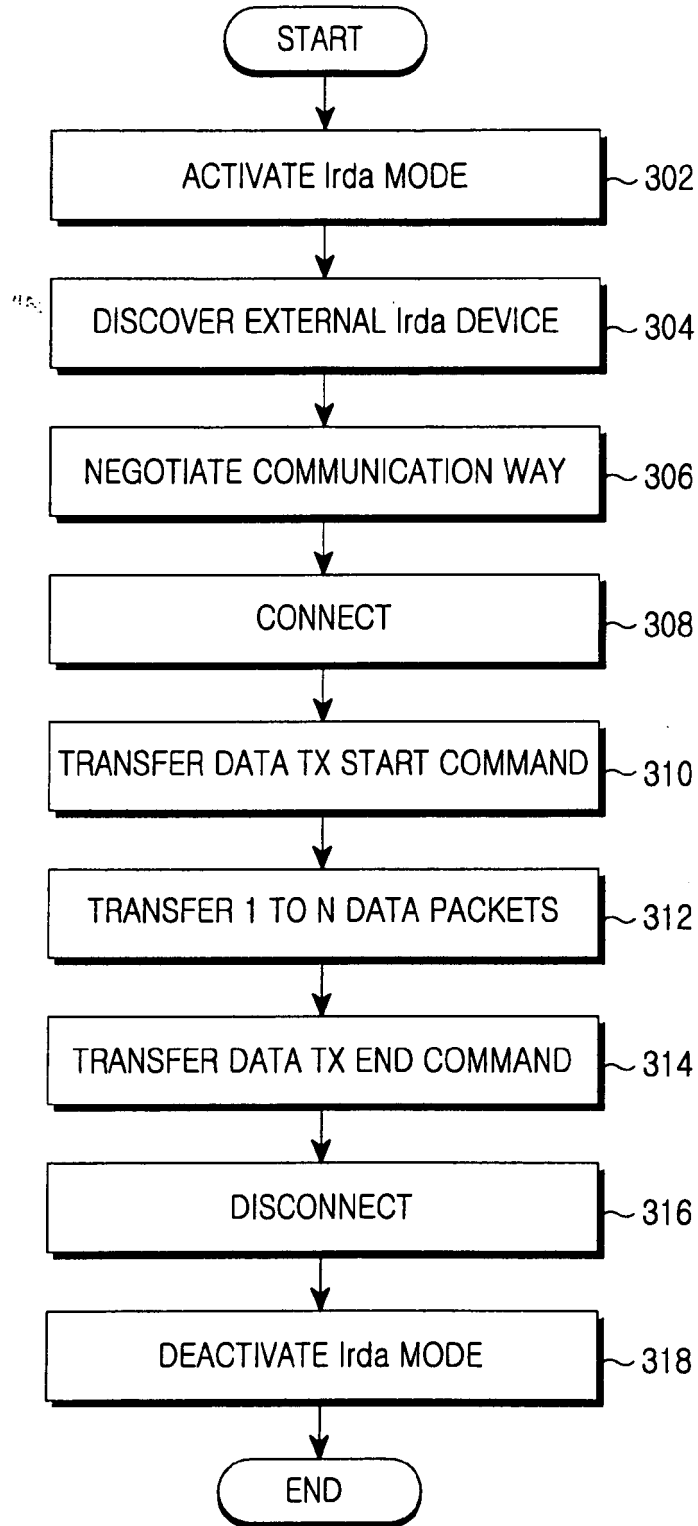 START
ACTIVATE Irda MODE
302
DISCOVER EXTERNAL Irda DEVICE
304
NEGOTIATE COMMUNICATION WAY
306
CONNECT
308
TRANSFER DATA TX START COMMAND
310
TRANSFER 1 TO N DATA PACKETS
312
TRANSFER DATA TX END COMMAND
314
DISCONNECT
316
DEACTIVATE Irda MODE
318
END